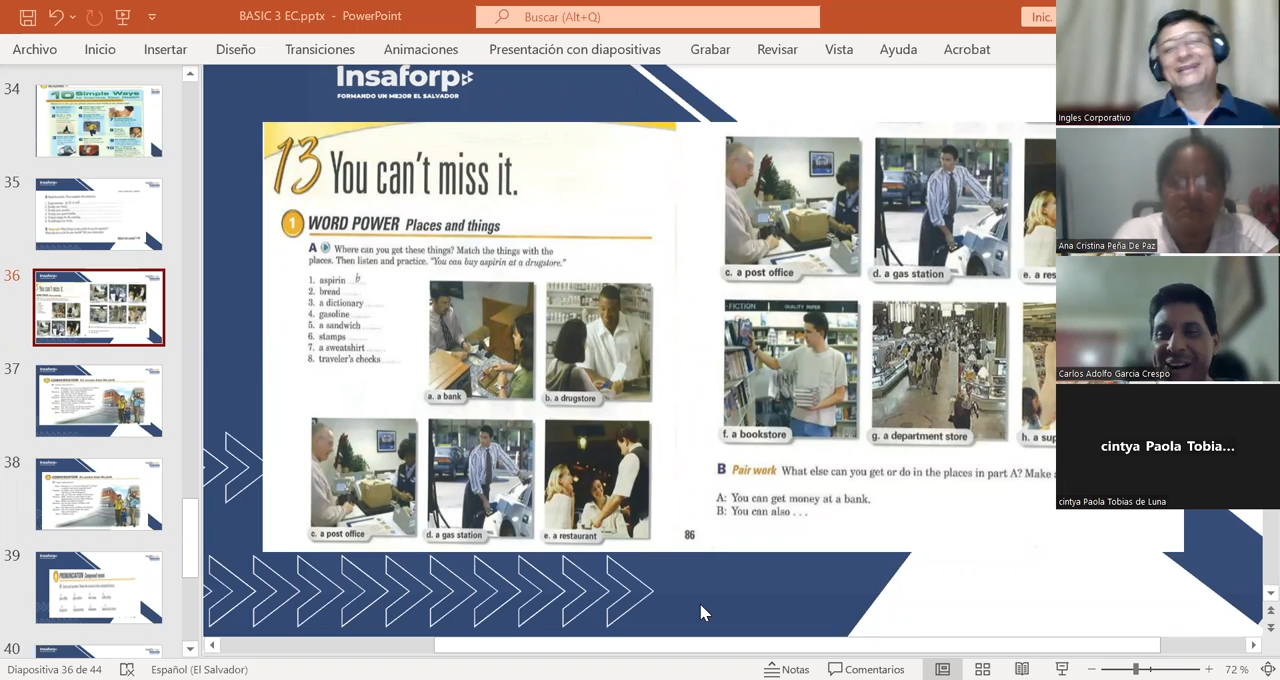 BASIC 3 EC.pptx - PowerPoint
Buscar (Alt+Q)
Inic.
Archivo Inicio Insertar Diseño Transiciones Animaciones Presentación con diapositivas Grabar Revisar Vista Ayuda Acrobat
34
10 Simple Ways
35
36
37
38
39
40
Insaforp
FORMANDO UN MEJOR EL SALVADOR
13 You can't miss it.
1 WORD POWER Places and things
A Where can you get these things? Match the things with the
places. Then listen and practice. "You can buy aspirin at a drugstore."
1. aspirin b
2. bread
3. a dictionary
4. gasoline
5. a sandwich
6. stamps
7. a sweatshirt
8. traveler's checks
a. a bank
b. a drugstore
c. a post office
d. a gas station
e. a restaurant
86
c. a post office
d. a gas station
e. a res
FICTION
QUALITY PAPER
f. a bookstore
g. a department store
h. a sup
B Pair work What else can you get or do in the places in part A? Make
A: You can get money at a bank.
B: You can also . . .
Ingles Corporativo
Ana Cristina Peña De Paz
Carlos Adolfo Garcia Crespo
cintya Paola Tobia...
cintya Paola Tobias de Luna
Diapositiva 36 de 44
Español (El Salvador)
Notas
Comentarios
72 %